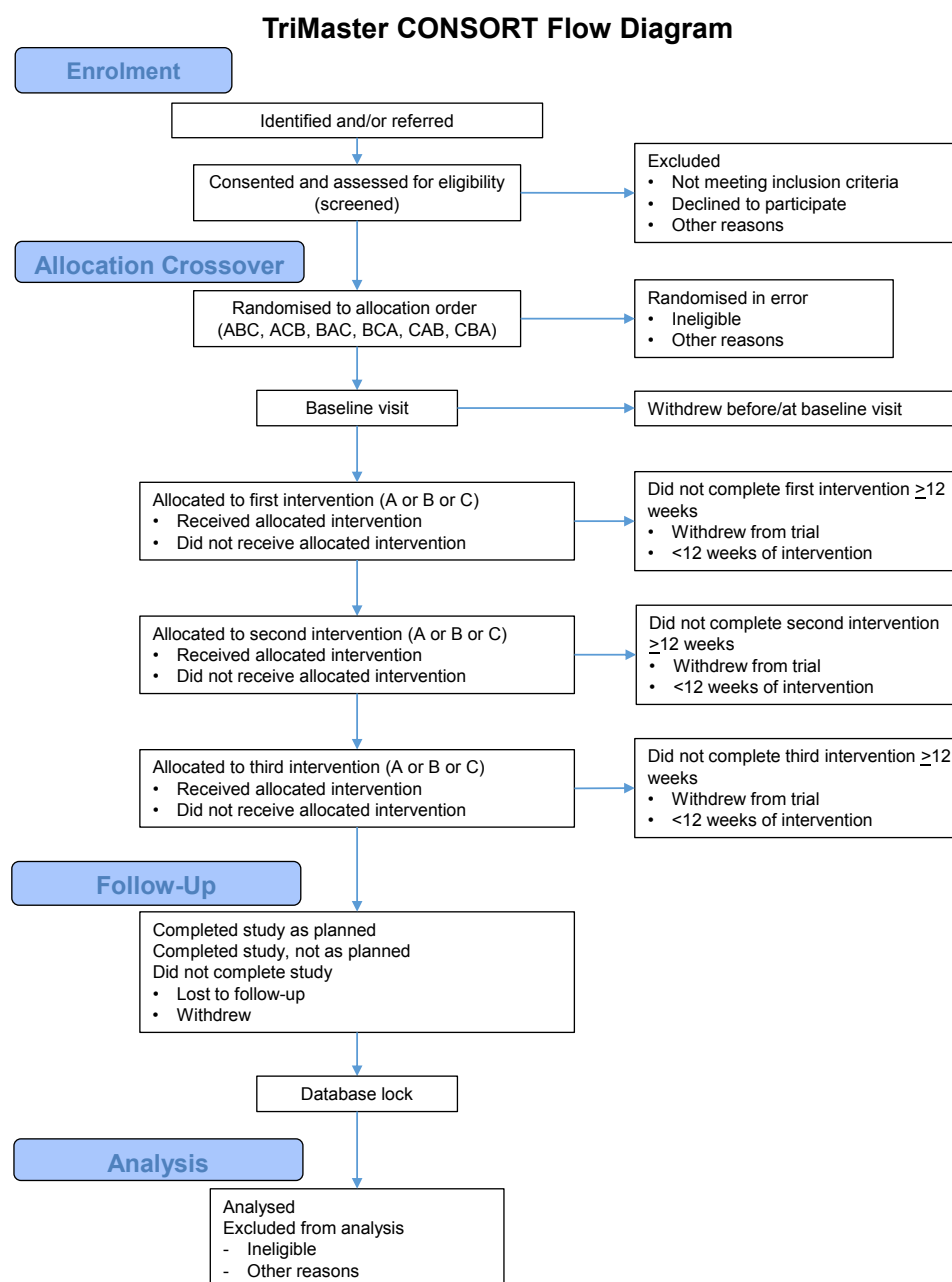 TriMaster CONSORT Flow Diagram
Enrolment
Identified and/or referred
Consented and assessed for eligibility
(screened)
Excluded
• Not meeting inclusion criteria
• Declined to participate
• Other reasons
Allocation Crossover
Randomised to allocation order
(ABC, ACB, BAC, BCA, CAB, CBA)
Randomised in error
• Ineligible
• Other reasons
Baseline visit
Withdrew before/at baseline visit
Allocated to first intervention (A or B or C)
• Received allocated intervention
• Did not receive allocated intervention
Did not complete first intervention ≥12
weeks
• Withdrew from trial
• <12 weeks of intervention
Allocated to second intervention (A or B or C)
• Received allocated intervention
• Did not receive allocated intervention
Did not complete second intervention
≥12 weeks
• Withdrew from trial
• <12 weeks of intervention
Allocated to third intervention (A or B or C)
• Received allocated intervention
• Did not receive allocated intervention
Did not complete third intervention ≥12
weeks
• Withdrew from trial
• <12 weeks of intervention
Follow-Up
Completed study as planned
Completed study, not as planned
Did not complete study
• Lost to follow-up
• Withdrew
Database lock
Analysis
Analysed
Excluded from analysis
- Ineligible
- Other reasons